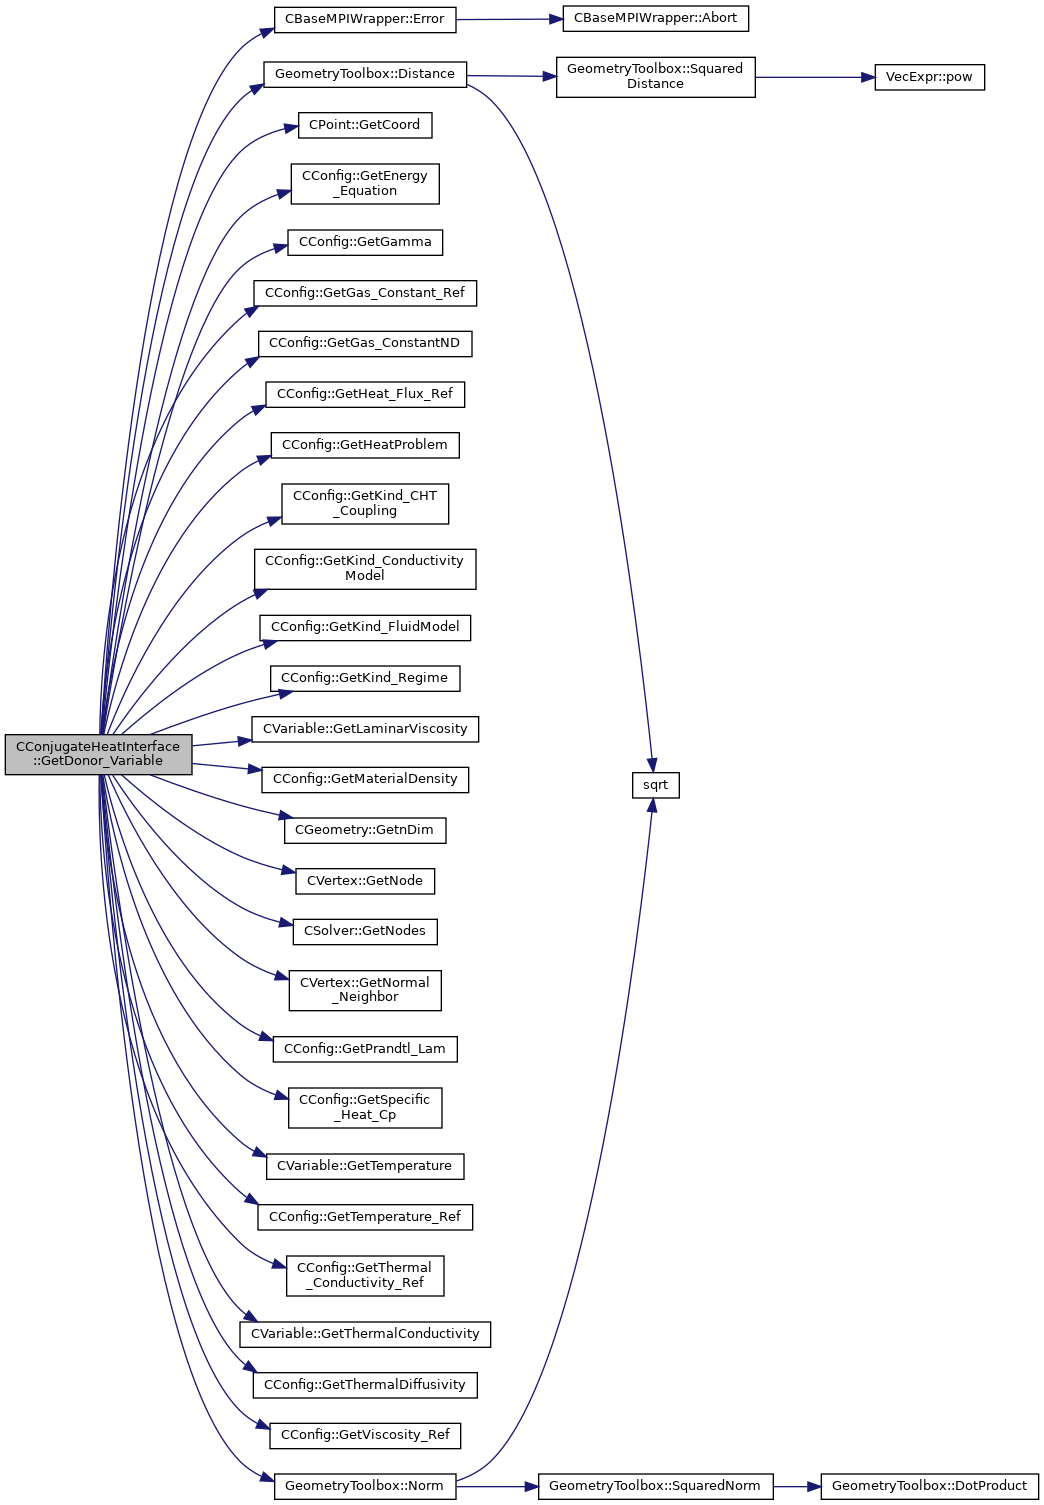 CBaseMPIWrapper::Error
CBaseMPIWrapper::Abort
GeometryToolbox::Distance
GeometryToolbox::Squared
Distance
VecExpr::pow
CPoint::GetCoord
CConfig::GetEnergy
_Equation
CConfig::GetGamma
CConfig::GetGas_Constant_Ref
CConfig::GetGas_ConstantND
CConfig::GetHeat_Flux_Ref
CConfig::GetHeatProblem
CConfig::GetKind_CHT
_Coupling
CConfig::GetKind_Conductivity
Model
CConfig::GetKind_FluidModel
CConfig::GetKind_Regime
CVariable::GetLaminarViscosity
CConjugateHeatInterface
::GetDonor_Variable
CConfig::GetMaterialDensity
sqrt
CGeometry::GetnDim
CVertex::GetNode
CSolver::GetNodes
CVertex::GetNormal
_Neighbor
CConfig::GetPrandtl_Lam
CConfig::GetSpecific
_Heat_Cp
CVariable::GetTemperature
CConfig::GetTemperature_Ref
CConfig::GetThermal
_Conductivity_Ref
CVariable::GetThermalConductivity
CConfig::GetThermalDiffusivity
CConfig::GetViscosity_Ref
GeometryToolbox::Norm
GeometryToolbox::SquaredNorm
GeometryToolbox::DotProduct